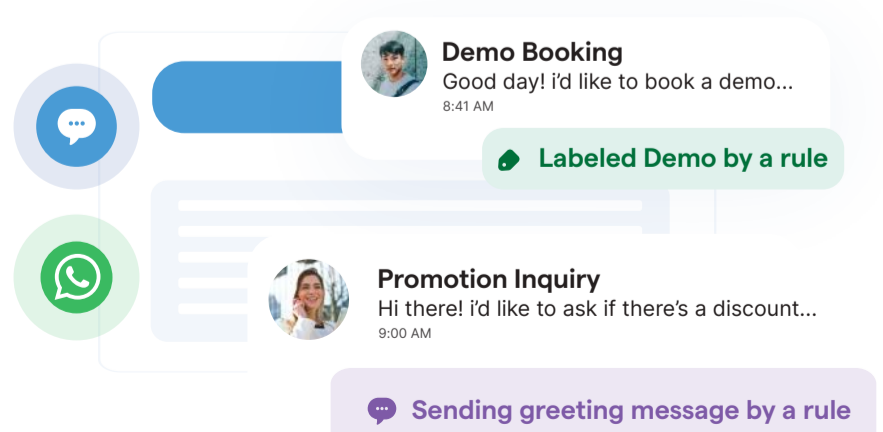 Demo Booking
Good day! i'd like to book a demo...
8:41 AM
Labeled Demo by a rule
Promotion Inquiry
Hi there! i'd like to ask if there's a discount...
9:00 AM
Sending greeting message by a rule